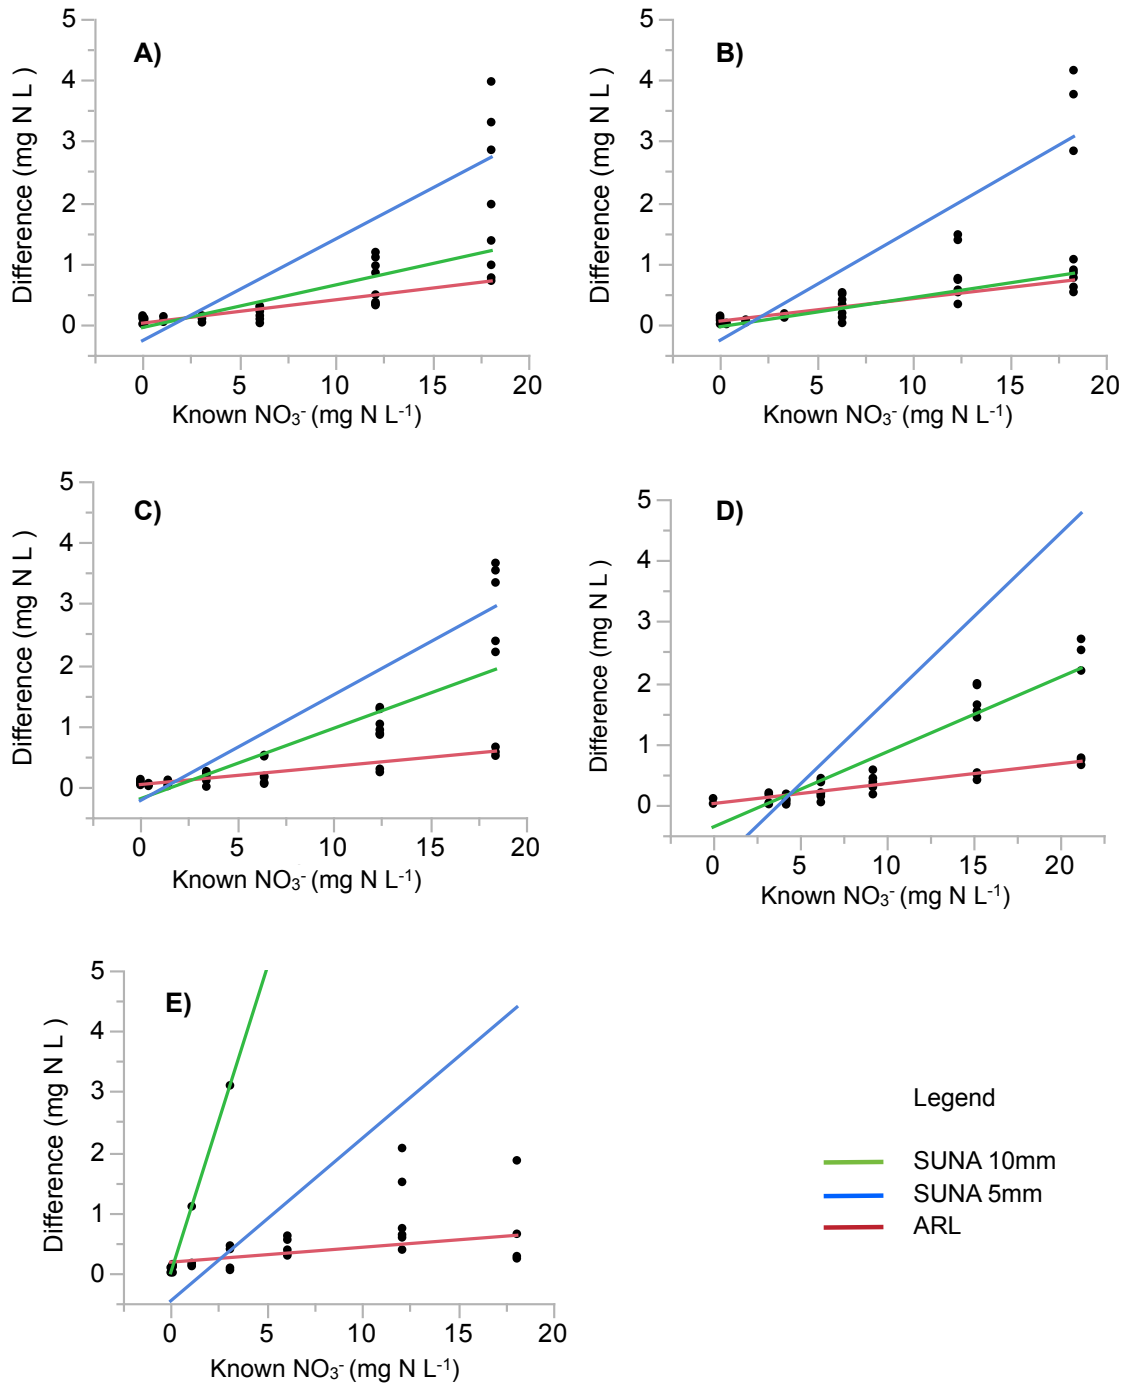 A)
Difference (mg N L )
5
4
3
2
1
0
0 5 10 15 20
Known NO₃⁻ (mg N L⁻¹)
B)
Difference (mg N L )
5
4
3
2
1
0
0 5 10 15 20
Known NO₃⁻ (mg N L⁻¹)
C)
Difference (mg N L )
5
4
3
2
1
0
0 5 10 15 20
Known NO₃⁻ (mg N L⁻¹)
D)
Difference (mg N L )
5
4
3
2
1
0
0 5 10 15 20
Known NO₃⁻ (mg N L⁻¹)
E)
Difference (mg N L )
5
4
3
2
1
0
0 5 10 15 20
Known NO₃⁻ (mg N L⁻¹)
Legend
SUNA 10mm
SUNA 5mm
ARL